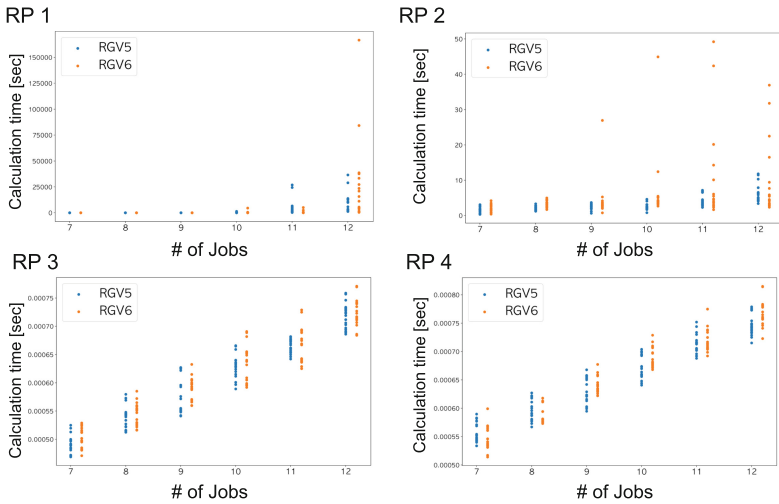 RP 1
Calculation time [sec]
150000
125000
100000
75000
50000
25000
0
RGV5
RGV6
7 8 9 10 11 12
# of Jobs
RP 2
Calculation time [sec]
50
40
30
20
10
0
RGV5
RGV6
7 8 9 10 11 12
# of Jobs
RP 3
Calculation time [sec]
0.00075
0.00070
0.00065
0.00060
0.00055
0.00050
RGV5
RGV6
7 8 9 10 11 12
# of Jobs
RP 4
Calculation time [sec]
0.00080
0.00075
0.00070
0.00065
0.00060
0.00055
0.00050
RGV5
RGV6
7 8 9 10 11 12
# of Jobs